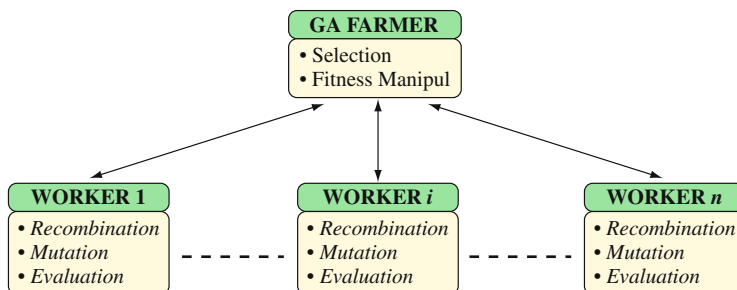 GA FARMER
• Selection
• Fitness Manipul
WORKER 1
• Recombination
• Mutation
• Evaluation
WORKER i
• Recombination
• Mutation
• Evaluation
WORKER n
• Recombination
• Mutation
• Evaluation